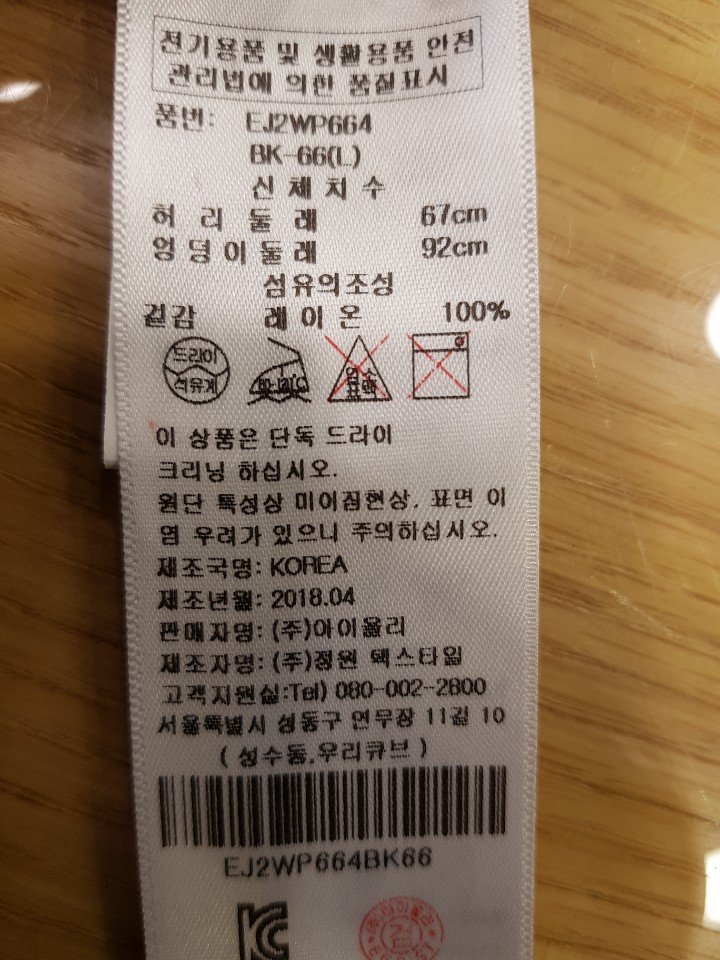 전기용품 및 생활용품 안전
관리법에 의한 품질표시
품번: EJ2WP664
BK-66(L)
신체치수
허리둘레 67cm
엉덩이둘레 92cm
섬유의조성
겉감 레이온 100%
드라이
석유계
염소
표백
이 상품은 단독 드라이
크리닝 하십시오.
원단 특성상 미어짐현상, 표면 이
염 우려가 있으니 주의하십시오.
제조국명: KOREA
제조년월: 2018.04
판매자명: (주)아이올리
제조자명: (주)정원 텍스타일
고객지원실:Tel) 080-002-2800
서울특별시 성동구 연무장 11길 10
(성수동,우리큐브)
EJ2WP664BK66